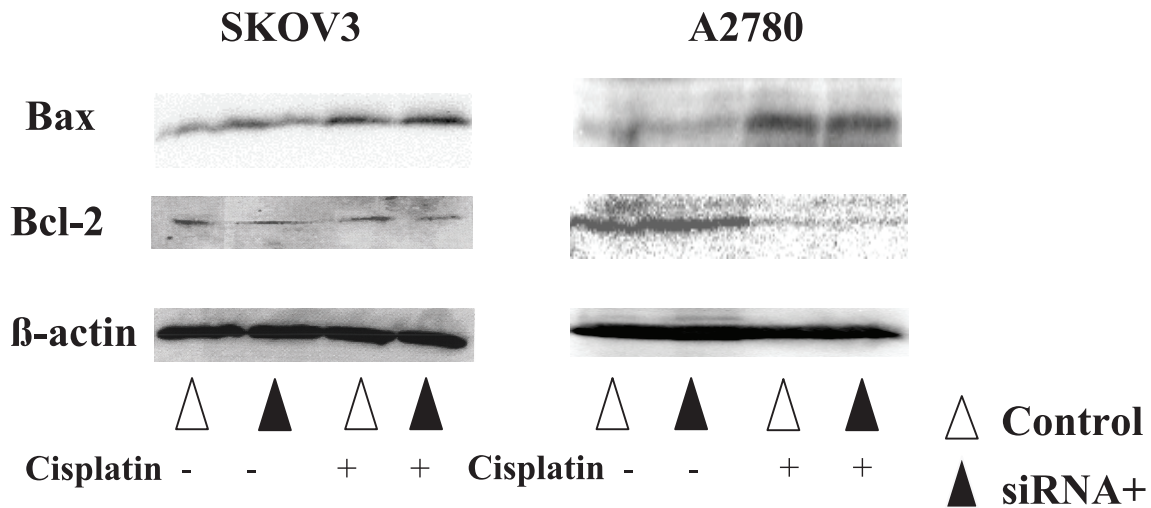 SKOV3 A2780
Bax
Bcl-2
ß-actin
Control
Cisplatin - - + + Cisplatin - - + +
siRNA+